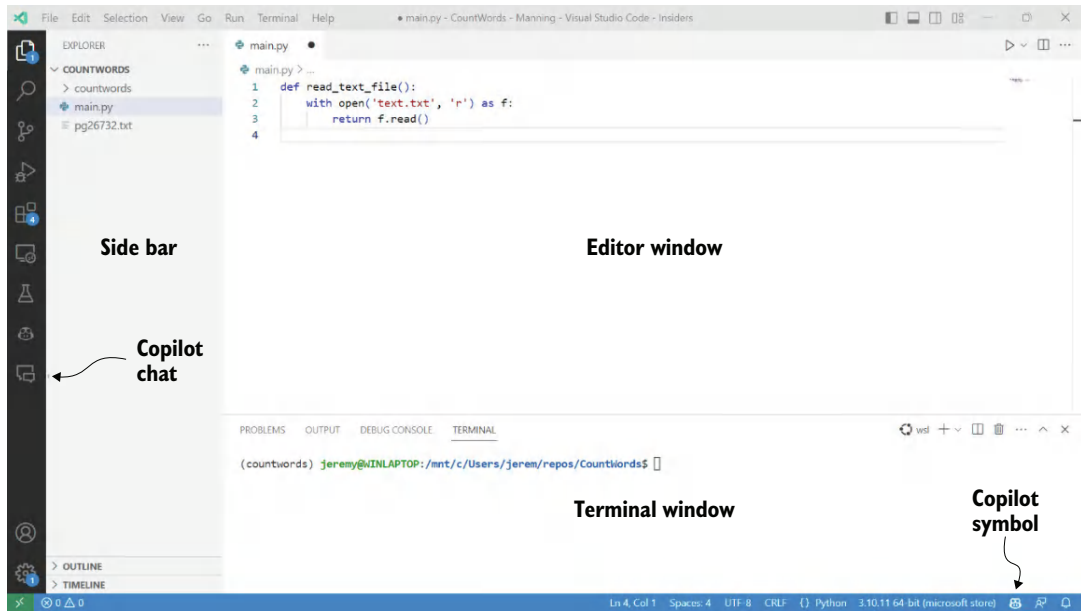 File Edit Selection View Go Run Terminal Help
● main.py - CountWords - Manning - Visual Studio Code - Insiders
EXPLORER ...
COUNTWORDS
> countwords
main.py
pg26732.txt
> OUTLINE
> TIMELINE
main.py ●
main.py > ...
1 def read_text_file():
2 with open('text.txt', 'r') as f:
3 return f.read()
4
Side bar
Editor window
Copilot
chat
PROBLEMS OUTPUT DEBUG CONSOLE TERMINAL
wsl
(countwords) jeremy@WINLAPTOP:/mnt/c/Users/jerem/repos/CountWords$
Terminal window
Copilot
symbol
1
4
1
0 0
Ln 4, Col 1 Spaces: 4 UTF-8 CRLF {} Python 3.10.11 64-bit (microsoft store)